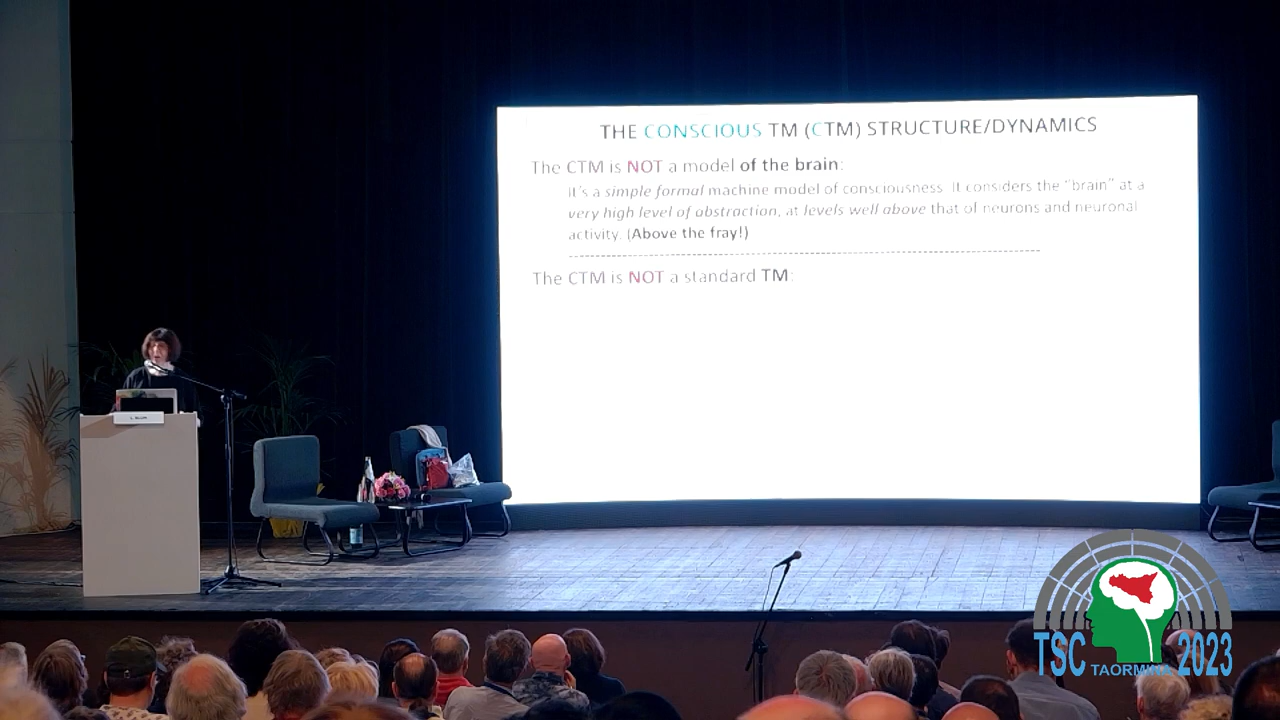 THE CONSCIOUS TM (CTM) STRUCTURE/DYNAMICS
The CTM is NOT a model of the brain:
It's a simple formal machine model of consciousness. It considers the "brain" at a
very high level of abstraction, at levels well above that of neurons and neuronal
activity. (Above the fray!)
The CTM is NOT a standard TM:
L. BLUM
TSC TAORMINA 2023